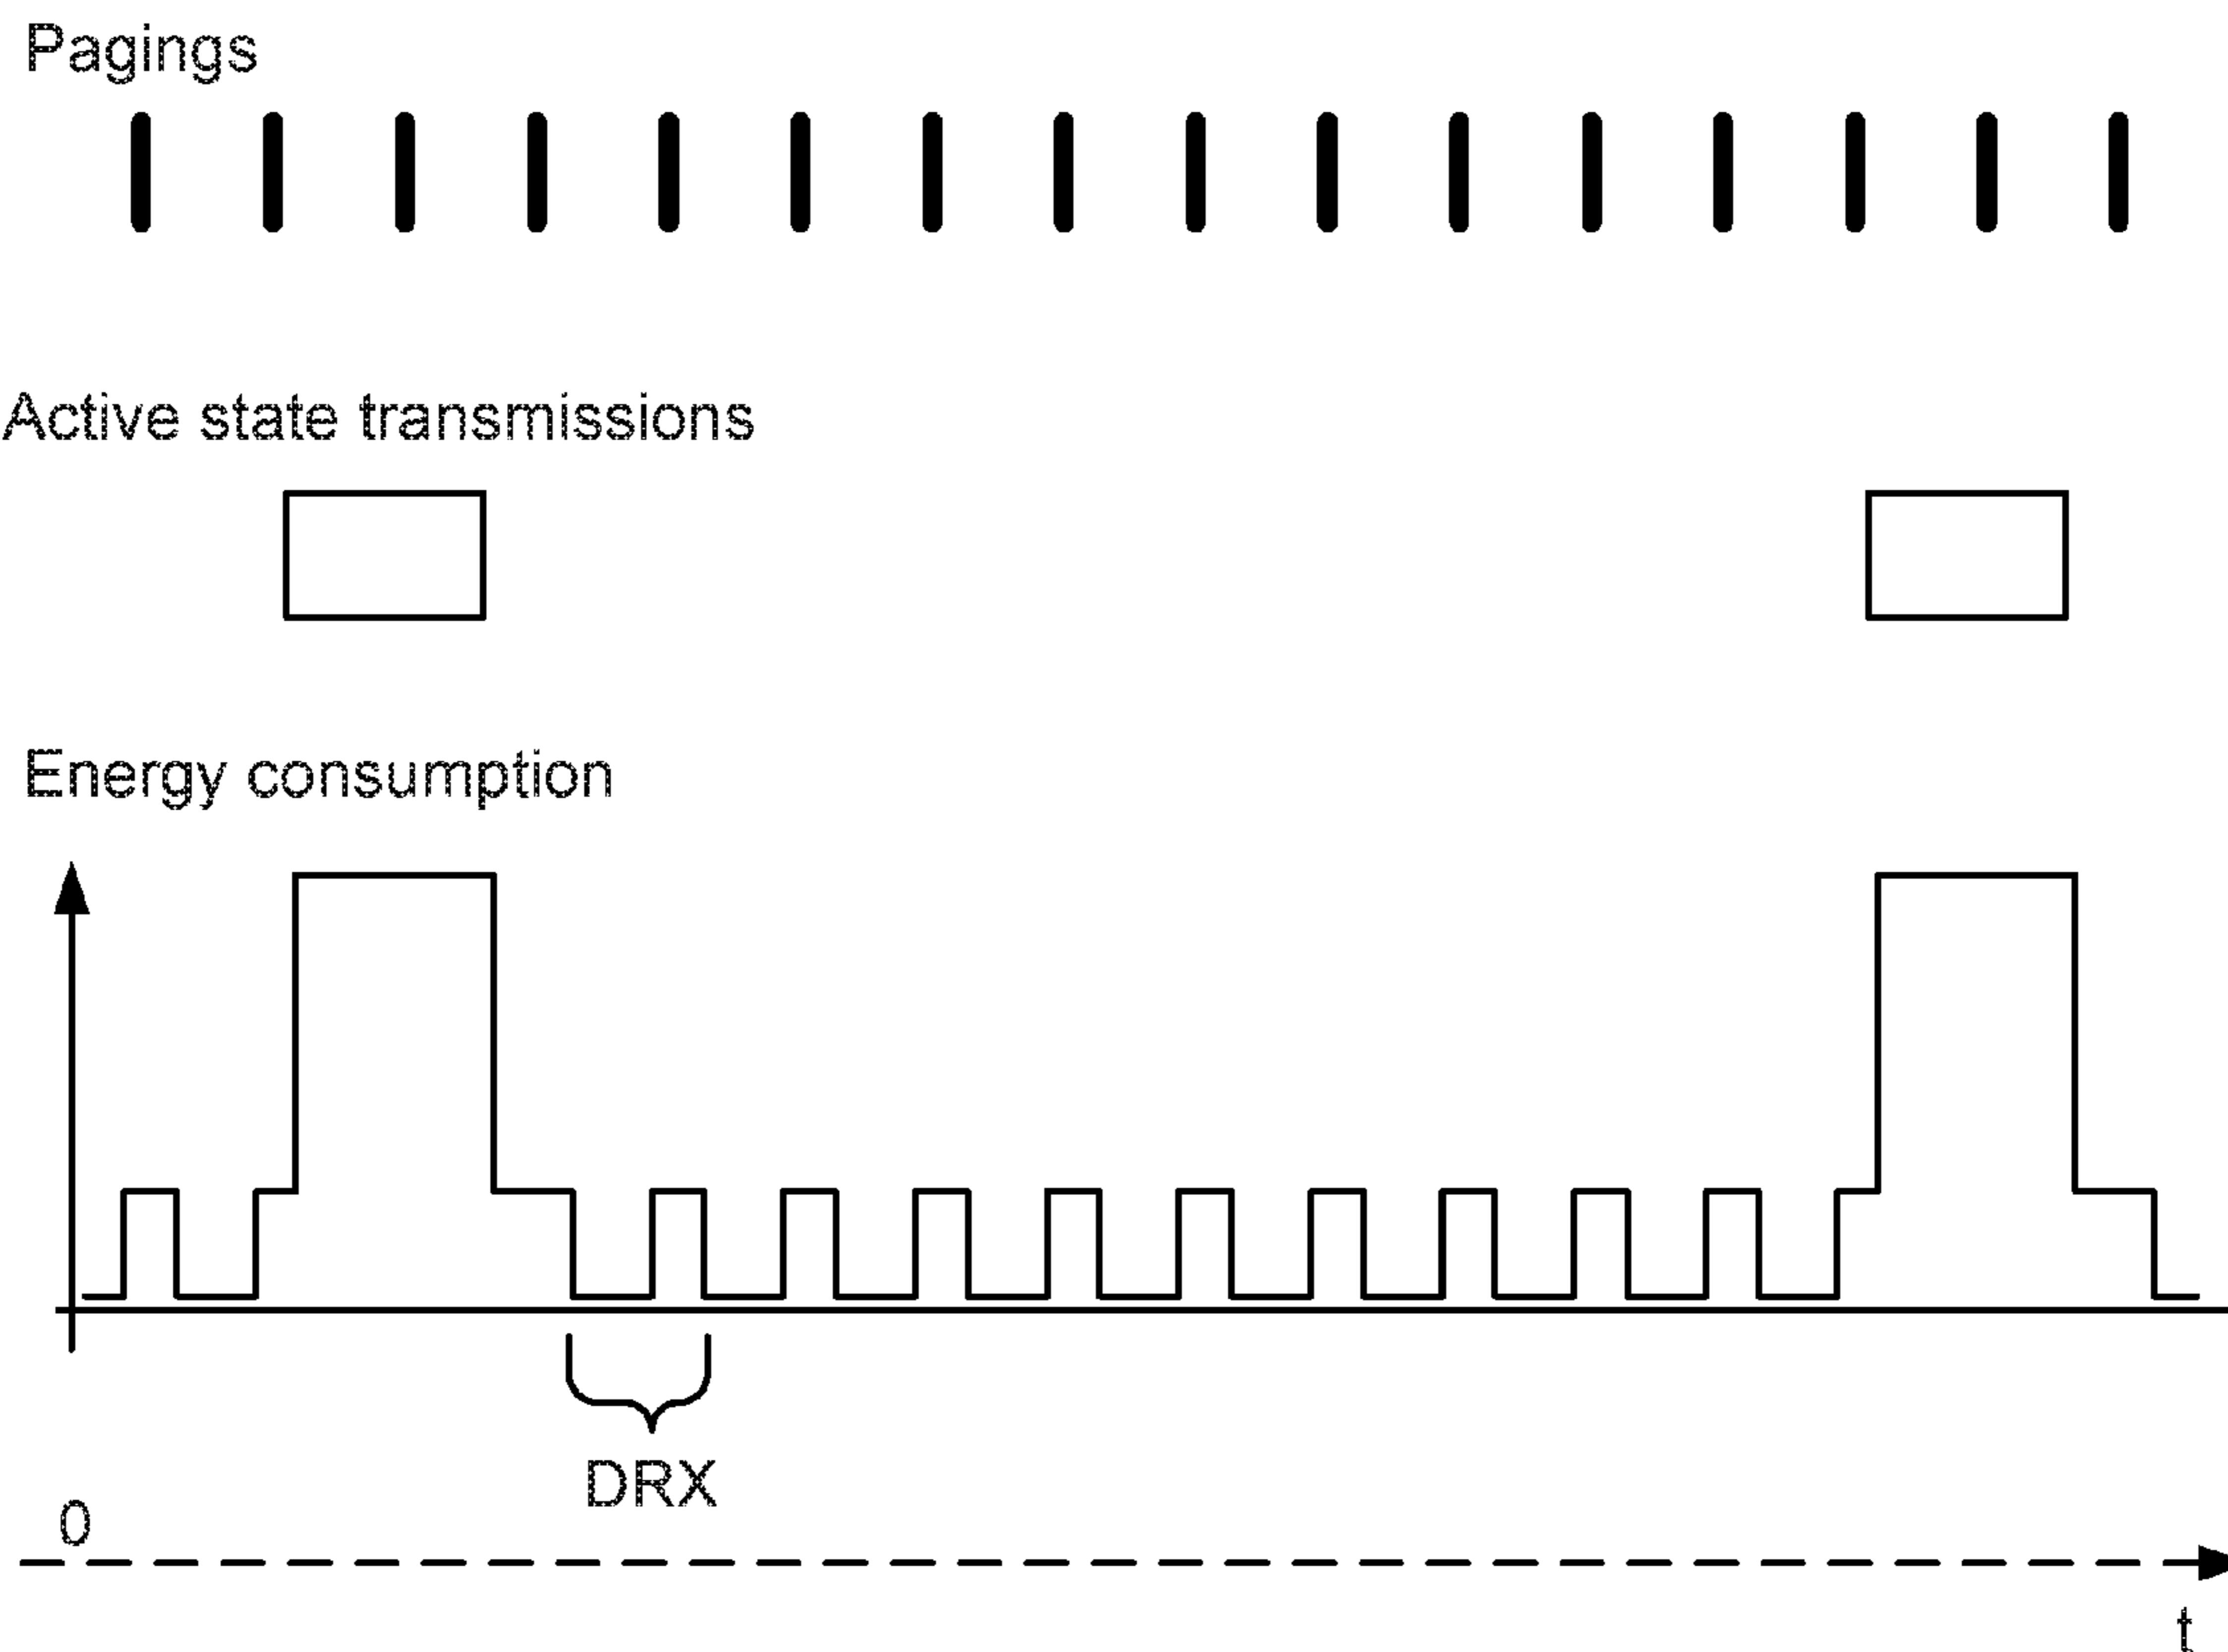 Pagings
Active state transmissions
Energy consumption
DRX
0
t